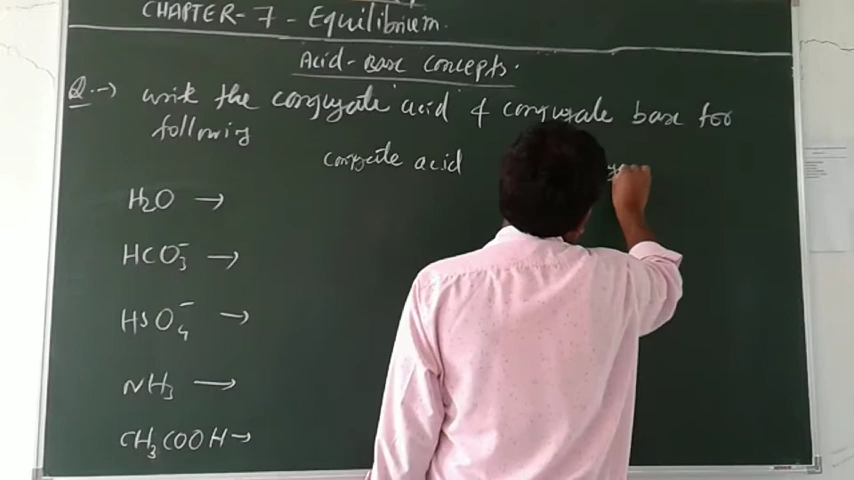 CHAPTER-7-Equilibrium.
Acid-Base concepts.
Q.→ write the conjugate acid & conjugate base for
following
conjugate acid
H₂O →
HCO₃⁻ →
HSO₄⁻ →
NH₃ →
CH₃COOH→